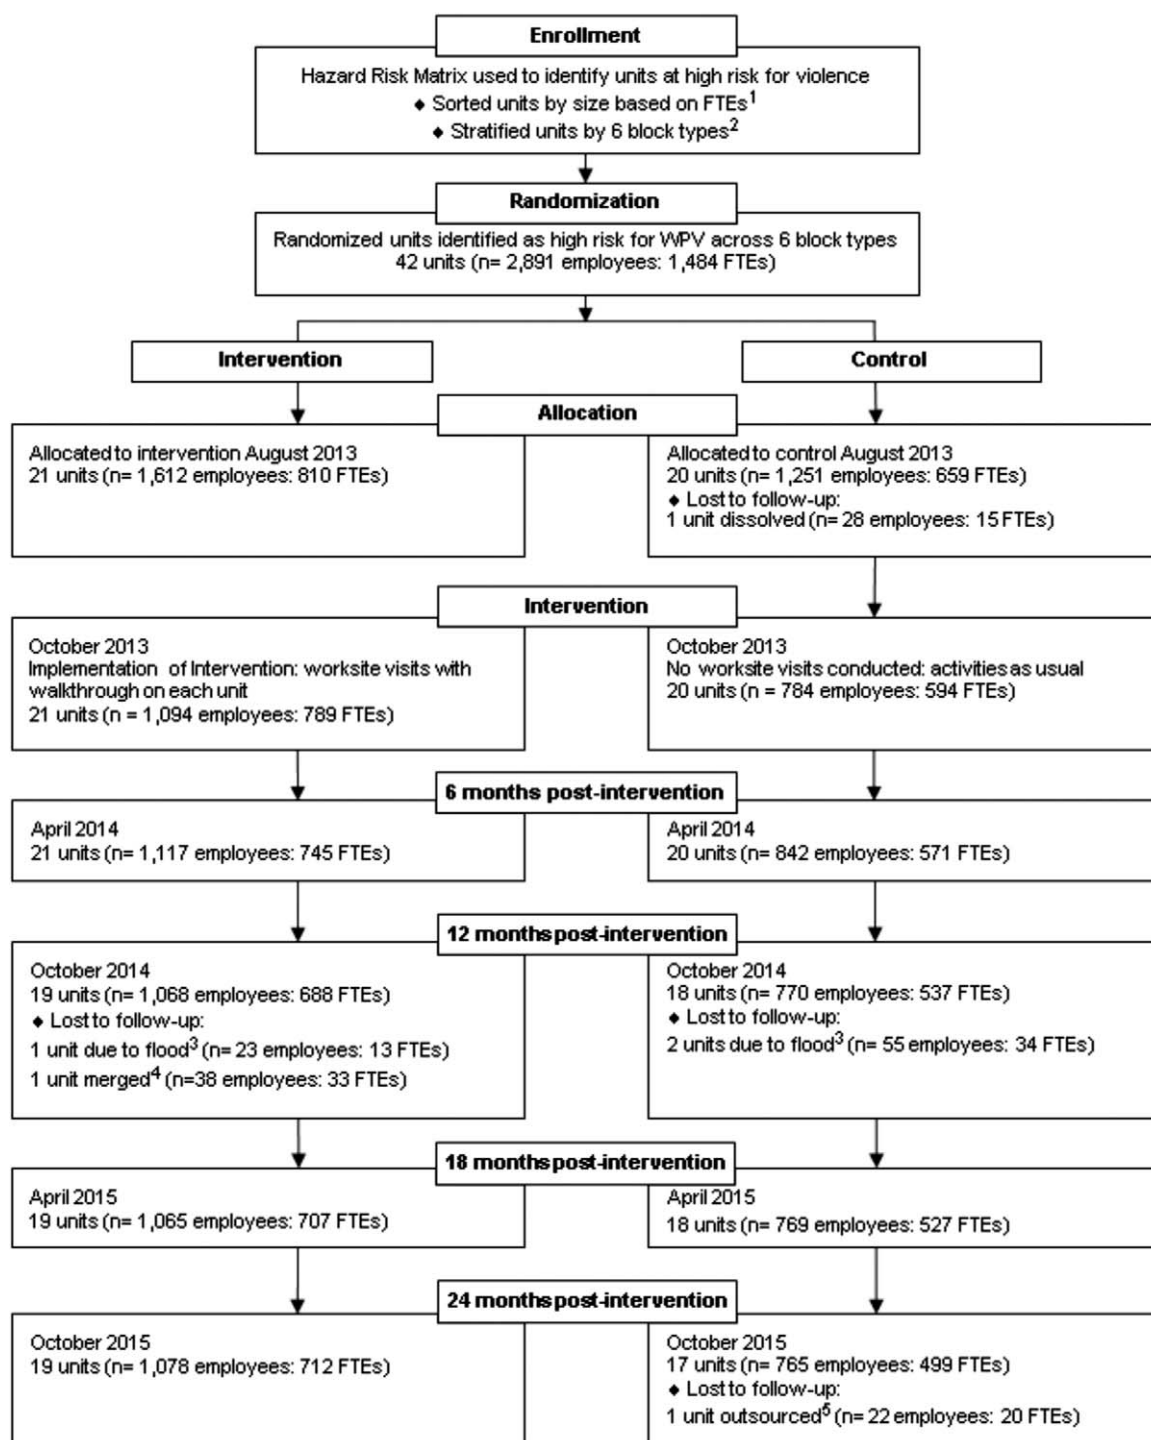 Enrollment
Hazard Risk Matrix used to identify units at high risk for violence
♦ Sorted units by size based on FTEs¹
♦ Stratified units by 6 block types²
Randomization
Randomized units identified as high risk for WPV across 6 block types
42 units (n= 2,891 employees: 1,484 FTEs)
Intervention
Control
Allocation
Allocated to intervention August 2013
21 units (n= 1,612 employees: 810 FTEs)
Allocated to control August 2013
20 units (n= 1,251 employees: 659 FTEs)
♦ Lost to follow-up:
1 unit dissolved (n= 28 employees: 15 FTEs)
Intervention
October 2013
Implementation of Intervention: worksite visits with
walkthrough on each unit
21 units (n = 1,094 employees: 789 FTEs)
October 2013
No worksite visits conducted: activities as usual
20 units (n = 784 employees: 594 FTEs)
6 months post-intervention
April 2014
21 units (n= 1,117 employees: 745 FTEs)
April 2014
20 units (n= 842 employees: 571 FTEs)
12 months post-intervention
October 2014
19 units (n= 1,068 employees: 688 FTEs)
♦ Lost to follow-up:
1 unit due to flood³ (n= 23 employees: 13 FTEs)
1 unit merged⁴ (n=38 employees: 33 FTEs)
October 2014
18 units (n= 770 employees: 537 FTEs)
♦ Lost to follow-up:
2 units due to flood³ (n= 55 employees: 34 FTEs)
18 months post-intervention
April 2015
19 units (n= 1,065 employees: 707 FTEs)
April 2015
18 units (n= 769 employees: 527 FTEs)
24 months post-intervention
October 2015
19 units (n= 1,078 employees: 712 FTEs)
October 2015
17 units (n= 765 employees: 499 FTEs)
♦ Lost to follow-up:
1 unit outsourced⁵ (n= 22 employees: 20 FTEs)